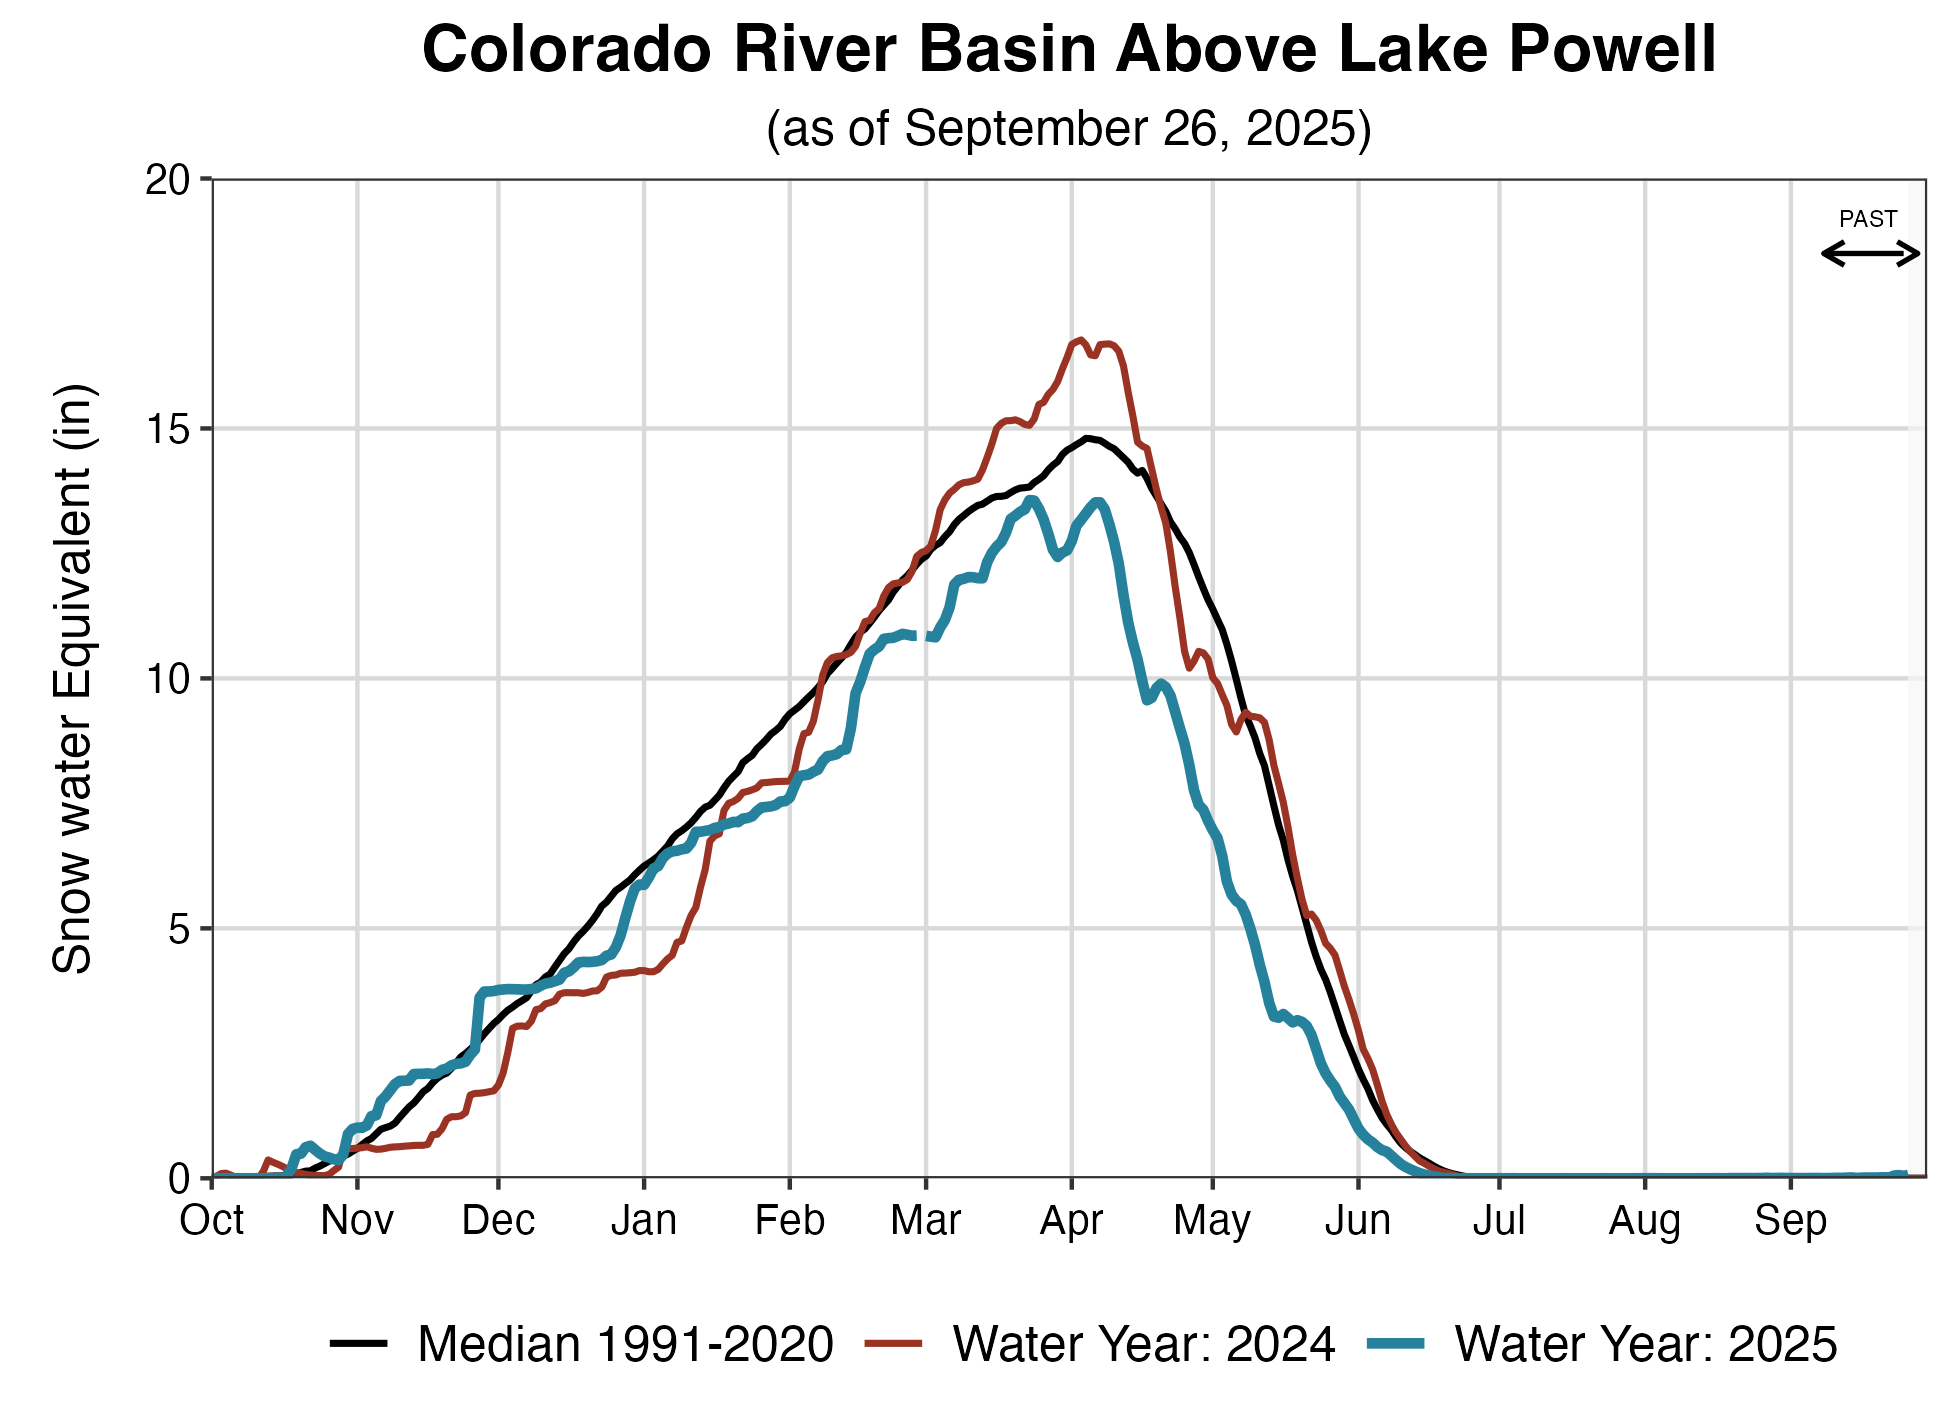 Colorado River Basin Above Lake Powell
(as of September 26, 2025)
PAST
Snow water Equivalent (in)
20
15
10
5
0
Oct Nov Dec Jan Feb Mar Apr May Jun Jul Aug Sep
Median 1991-2020 Water Year: 2024 Water Year: 2025